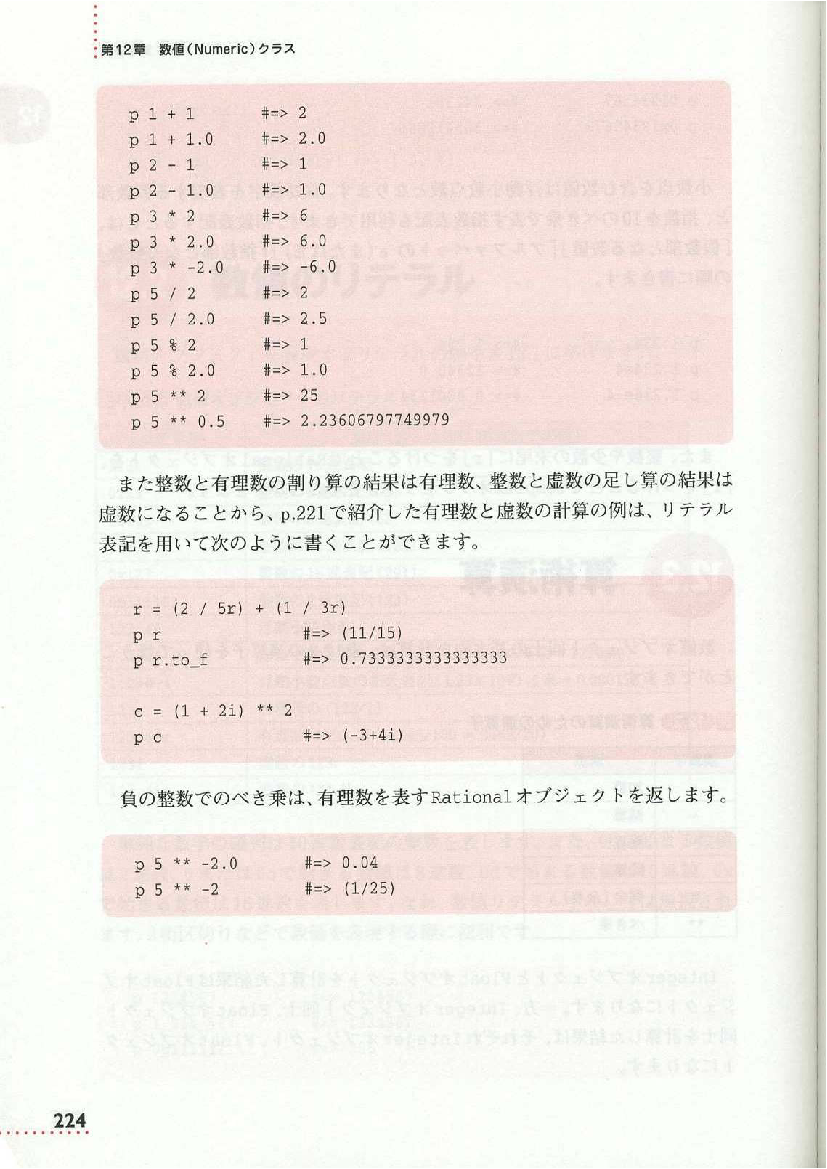 第12章 数値(Numeric)クラス
p 1 + 1 #=> 2
p 1 + 1.0 #=> 2.0
p 2 - 1 #=> 1
p 2 - 1.0 #=> 1.0
p 3 * 2 #=> 6
p 3 * 2.0 #=> 6.0
p 3 * -2.0 #=> -6.0
p 5 / 2 #=> 2
p 5 / 2.0 #=> 2.5
p 5 % 2 #=> 1
p 5 % 2.0 #=> 1.0
p 5 ** 2 #=> 25
p 5 ** 0.5 #=> 2.23606797749979
また整数と有理数の割り算の結果は有理数、整数と虚数の足し算の結果は
虚数になることから、p.221で紹介した有理数と虚数の計算の例は、リテラル
表記を用いて次のように書くことができます。
r = (2 / 5r) + (1 / 3r)
p r #=> (11/15)
p r.to_f #=> 0.7333333333333333
c = (1 + 2i) ** 2
p c #=> (-3+4i)
負の整数でのべき乗は、有理数を表すRationalオブジェクトを返します。
p 5 ** -2.0 #=> 0.04
p 5 ** -2 #=> (1/25)
224